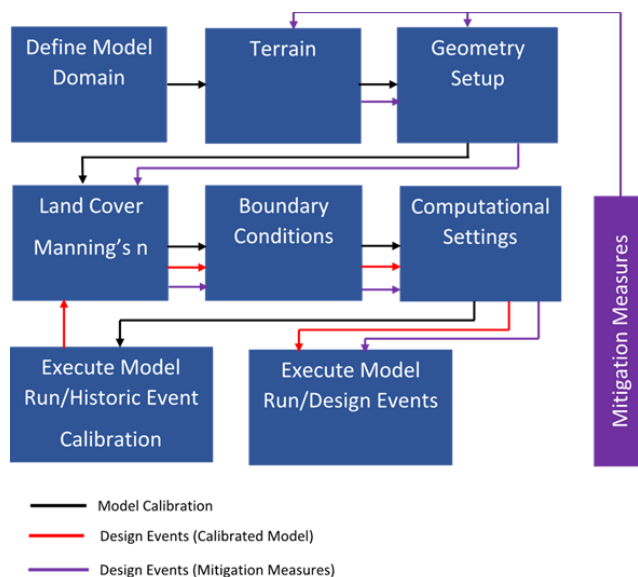 Define Model
Domain
Terrain
Geometry
Setup
Land Cover
Manning's n
Boundary
Conditions
Computational
Settings
Mitigation Measures
Execute Model
Run/Historic Event
Calibration
Execute Model
Run/Design Events
Model Calibration
Design Events (Calibrated Model)
Design Events (Mitigation Measures)